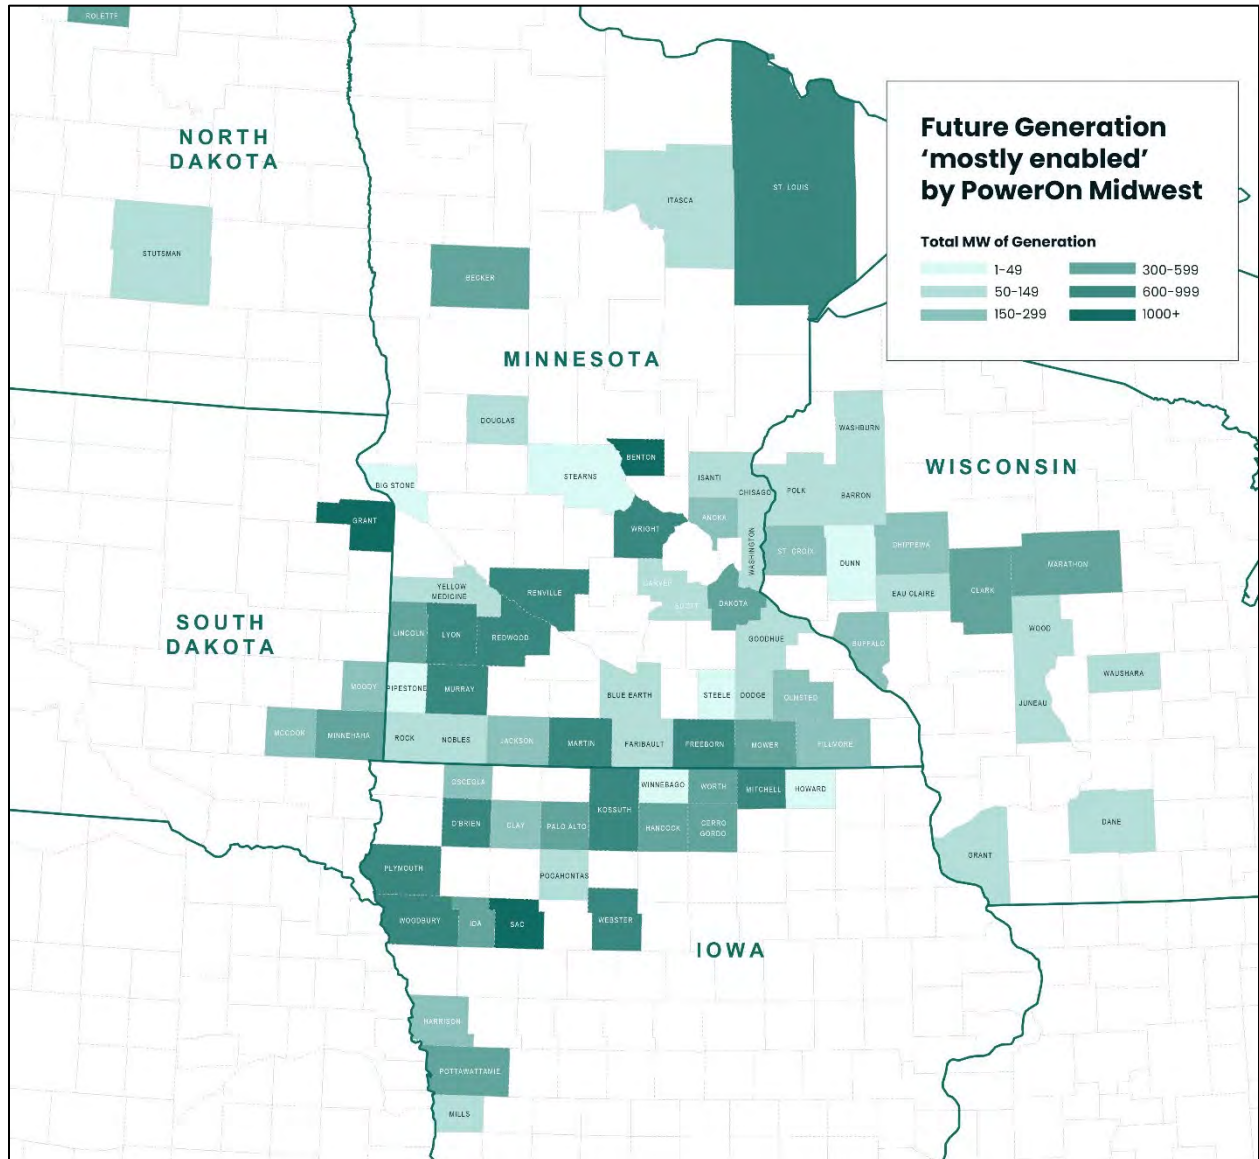 ROLETTE
NORTH
DAKOTA
Future Generation
‘mostly enabled’
by PowerOn Midwest
Total MW of Generation
1-49
300-599
50-149
600-999
150-299
1000+
ST. LOUIS
ITASCA
STUTSMAN
BECKER
MINNESOTA
DOUGLAS
WASHBURN
BENTON
WISCONSIN
STEARNS
ISANTI
BIG STONE
CHISAGO
POLK
BARRON
GRANT
ANOKA
WRIGHT
CHIPPEWA
ST. CROIX
WASHINGTON
DUNN
MARATHON
CARVER
YELLOW
MEDICINE
RENVILLE
EAU CLAIRE
CLARK
SCOTT
DAKOTA
SOUTH
DAKOTA
LINCOLN
LYON
REDWOOD
GOODHUE
WOOD
BUFFALO
WAUSHARA
MOODY
PIPESTONE
MURRAY
BLUE EARTH
STEELE
DODGE
OLMSTED
JUNEAU
MCCOOK
MINNEHAHA
ROCK
NOBLES
JACKSON
MARTIN
FARIBAULT
FREEBORN
MOWER
FILLMORE
OSCEOLA
WINNEBAGO
WORTH
MITCHELL
HOWARD
KOSSUTH
O'BRIEN
CLAY
PALO ALTO
HANCOCK
CERRO
GORDO
DANE
GRANT
PLYMOUTH
POCAHONTAS
WOODBURY
IDA
SAC
WEBSTER
IOWA
HARRISON
POTTAWATTAMIE
MILLS